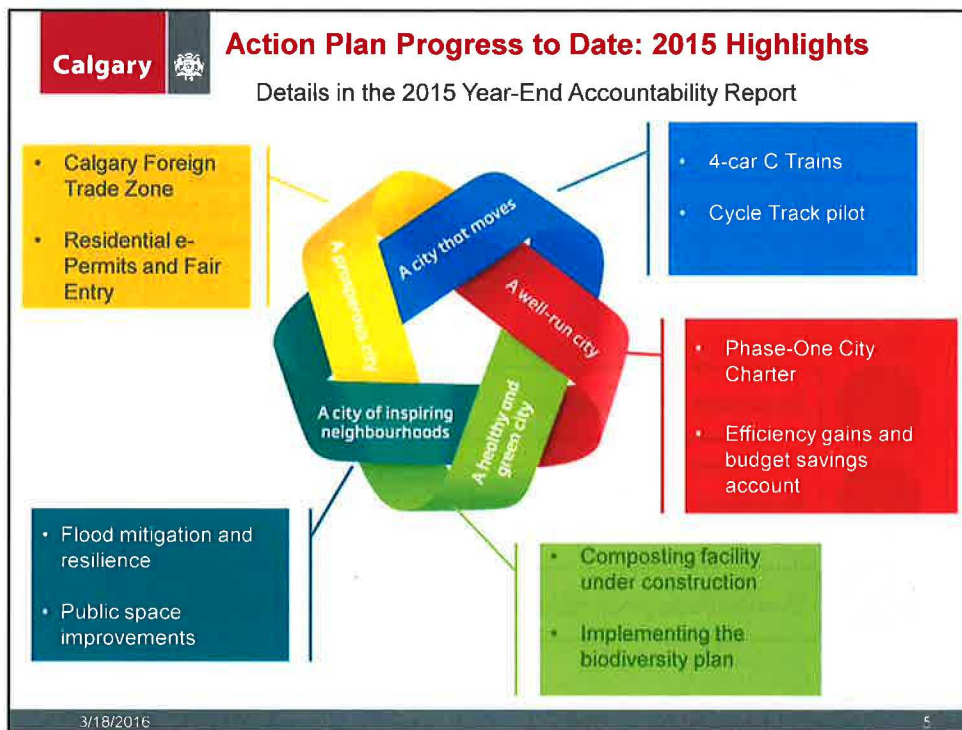 Calgary
Action Plan Progress to Date: 2015 Highlights
Details in the 2015 Year-End Accountability Report
• Calgary Foreign
Trade Zone
• Residential e-
Permits and Fair
Entry
• 4-car C Trains
• Cycle Track pilot
A prosperous city
A city that moves
A well-run city
A healthy and
green city
A city of inspiring
neighbourhoods
• Phase-One City
Charter
• Efficiency gains and
budget savings
account
• Flood mitigation and
resilience
• Public space
improvements
• Composting facility
under construction
• Implementing the
biodiversity plan
3/18/2016
5